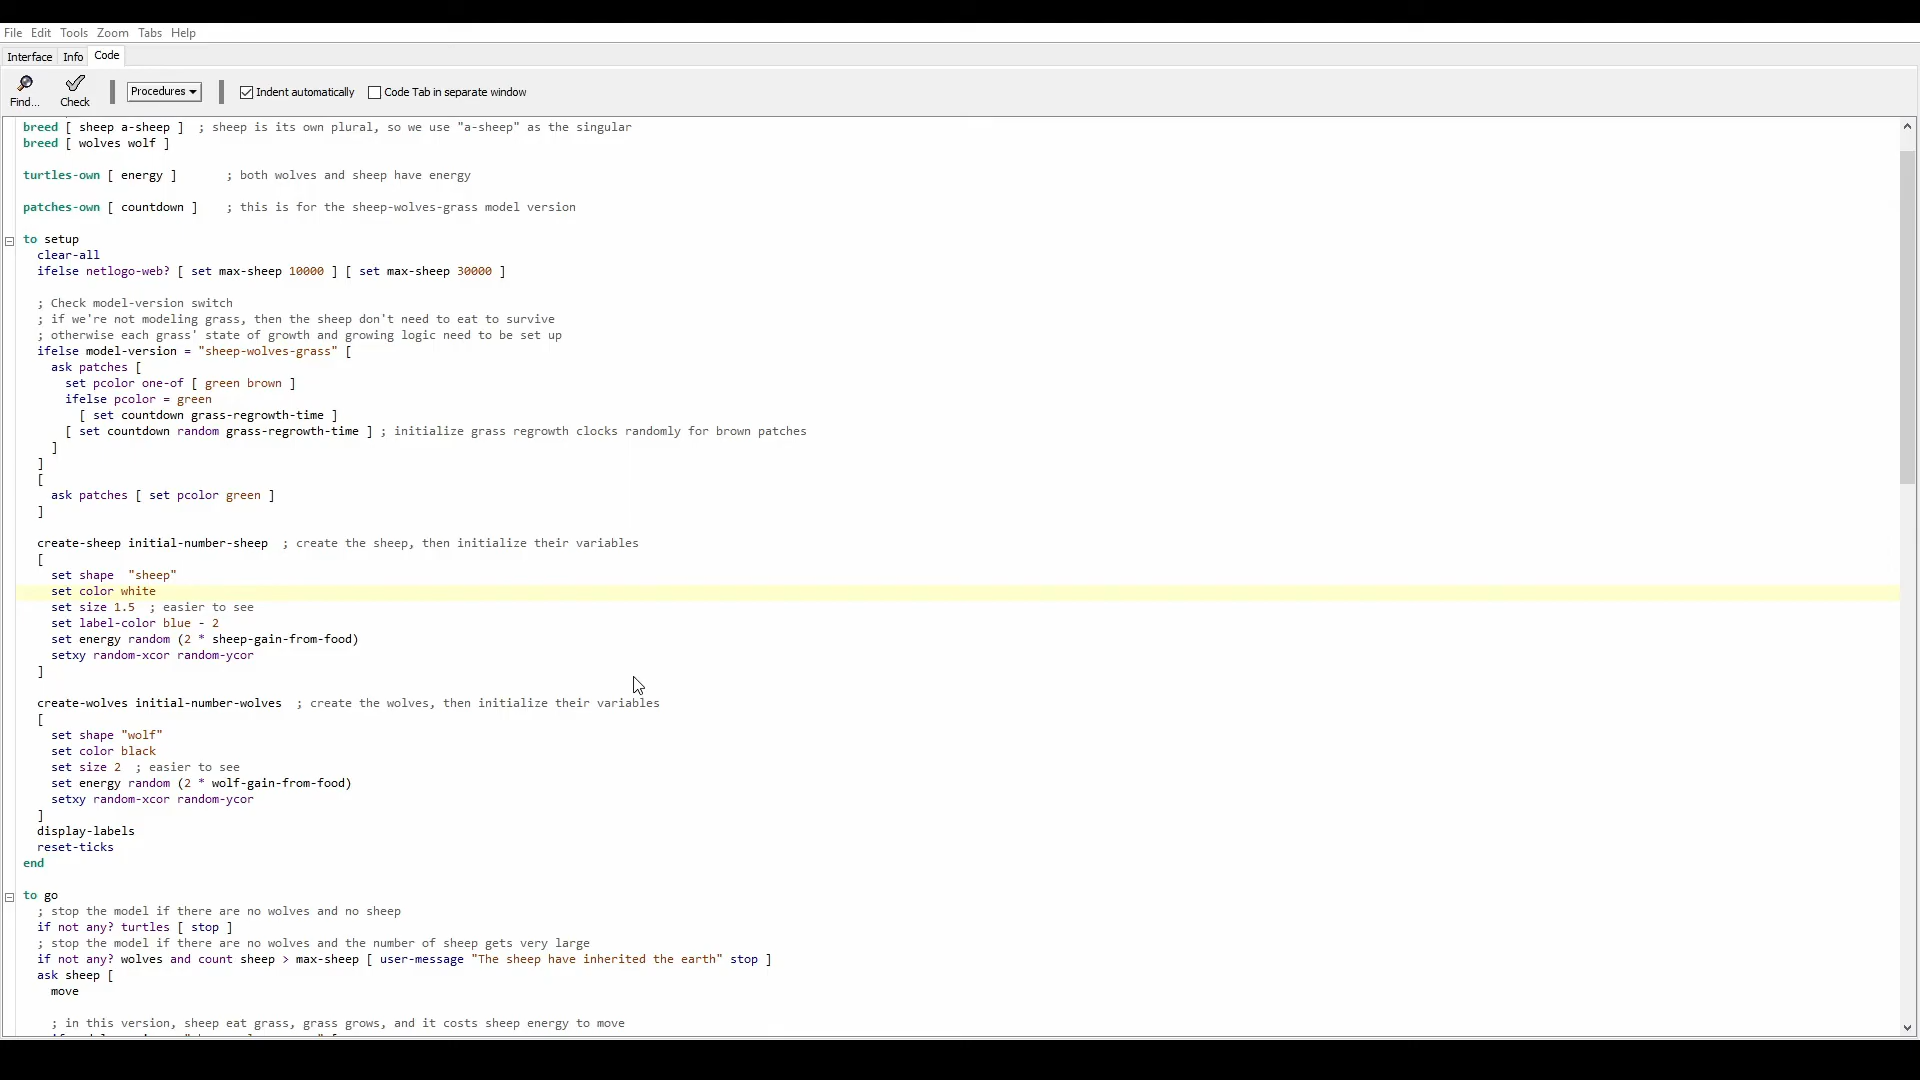 File Edit Tools Zoom Tabs Help
Interface Info Code
Find... Check Procedures Indent automatically Code Tab in separate window
breed [ sheep a-sheep ]  ; sheep is its own plural, so we use "a-sheep" as the singular
breed [ wolves wolf ]
turtles-own [ energy ]       ; both wolves and sheep have energy
patches-own [ countdown ]    ; this is for the sheep-wolves-grass model version
to setup
  clear-all
  ifelse netlogo-web? [ set max-sheep 10000 ] [ set max-sheep 30000 ]
  ; Check model-version switch
  ; if we're not modeling grass, then the sheep don't need to eat to survive
  ; otherwise each grass' state of growth and growing logic need to be set up
  ifelse model-version = "sheep-wolves-grass" [
    ask patches [
      set pcolor one-of [ green brown ]
      ifelse pcolor = green
        [ set countdown grass-regrowth-time ]
      [ set countdown random grass-regrowth-time ] ; initialize grass regrowth clocks randomly for brown patches
    ]
  ]
  [
    ask patches [ set pcolor green ]
  ]
  create-sheep initial-number-sheep  ; create the sheep, then initialize their variables
  [
    set shape  "sheep"
    set color white
    set size 1.5  ; easier to see
    set label-color blue - 2
    set energy random (2 * sheep-gain-from-food)
    setxy random-xcor random-ycor
  ]
  create-wolves initial-number-wolves  ; create the wolves, then initialize their variables
  [
    set shape "wolf"
    set color black
    set size 2  ; easier to see
    set energy random (2 * wolf-gain-from-food)
    setxy random-xcor random-ycor
  ]
  display-labels
  reset-ticks
end
to go
  ; stop the model if there are no wolves and no sheep
  if not any? turtles [ stop ]
  ; stop the model if there are no wolves and the number of sheep gets very large
  if not any? wolves and count sheep > max-sheep [ user-message "The sheep have inherited the earth" stop ]
  ask sheep [
    move
    ; in this version, sheep eat grass, grass grows, and it costs sheep energy to move